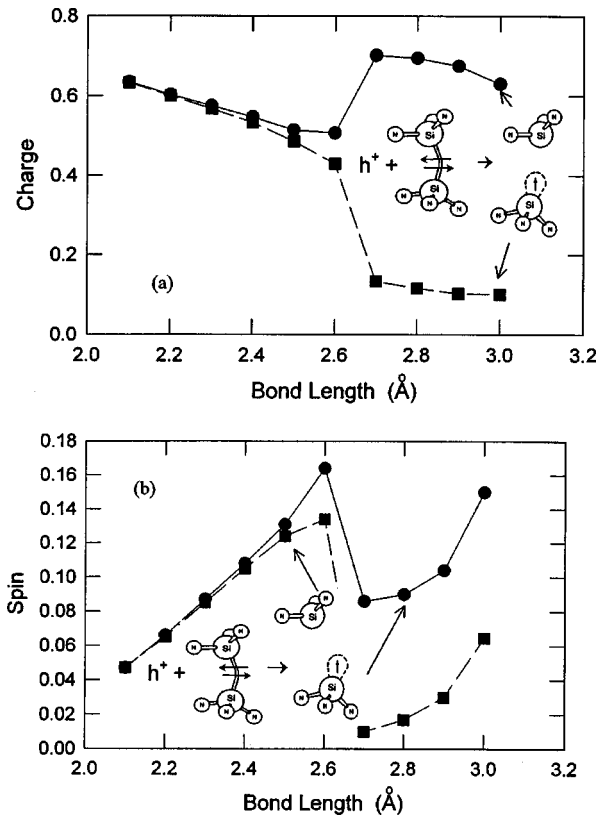 0.8
0.6
0.4
0.2
0.0
Charge
(a)
h⁺ +
N
N
Si
Si
N
N
N
N
N
Si
Si
N
N
N
2.0 2.2 2.4 2.6 2.8 3.0 3.2
Bond Length (Å)
0.18
0.16
0.14
0.12
0.10
0.08
0.06
0.04
0.02
0.00
Spin
(b)
N
N
Si
h⁺ +
N
N
Si
Si
N
N
N
Si
N
N
N
2.0 2.2 2.4 2.6 2.8 3.0 3.2
Bond Length (Å)